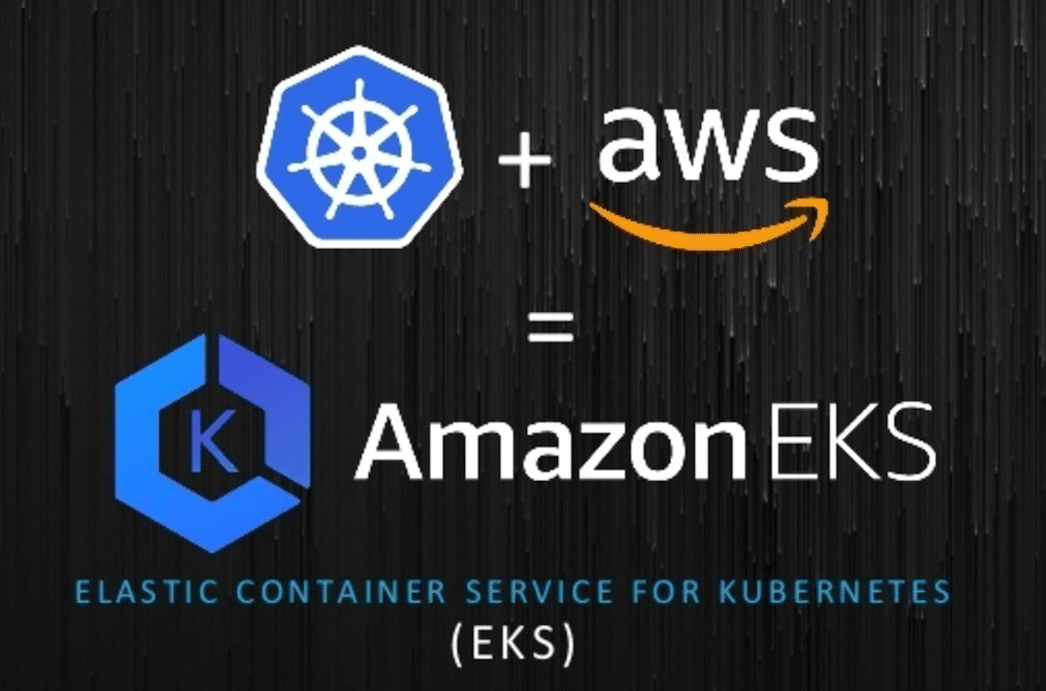 + aws
=
K
Amazon EKS
ELASTIC CONTAINER SERVICE FOR KUBERNETES
(EKS)